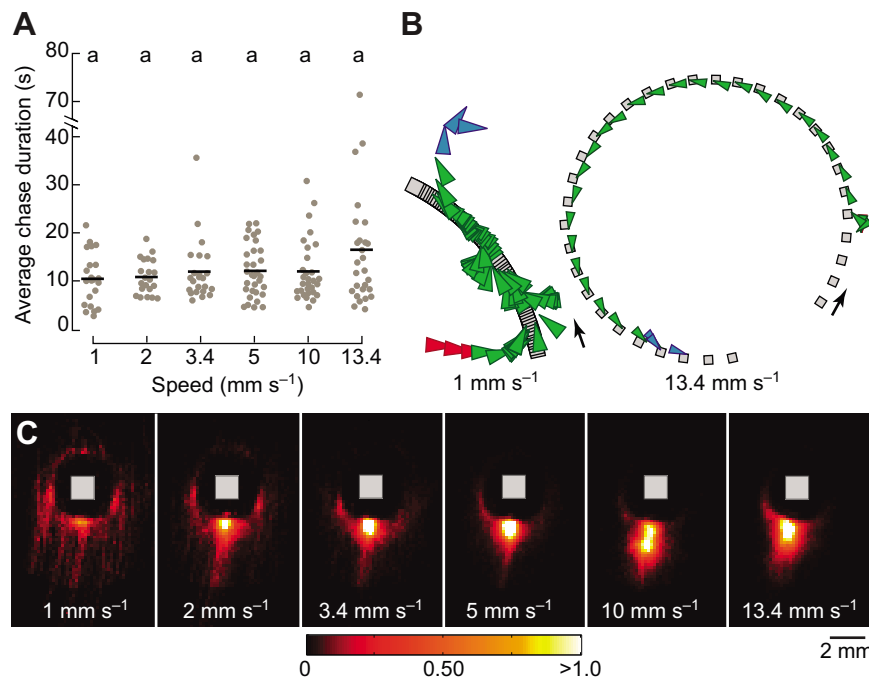 A
Average chase duration (s)
80
70
40
30
20
10
0
a a a a a a
1 2 3.4 5 10 13.4
Speed (mm s⁻¹)
B
1 mm s⁻¹
13.4 mm s⁻¹
C
1 mm s⁻¹
2 mm s⁻¹
3.4 mm s⁻¹
5 mm s⁻¹
10 mm s⁻¹
13.4 mm s⁻¹
0 0.50 >1.0
2 mm